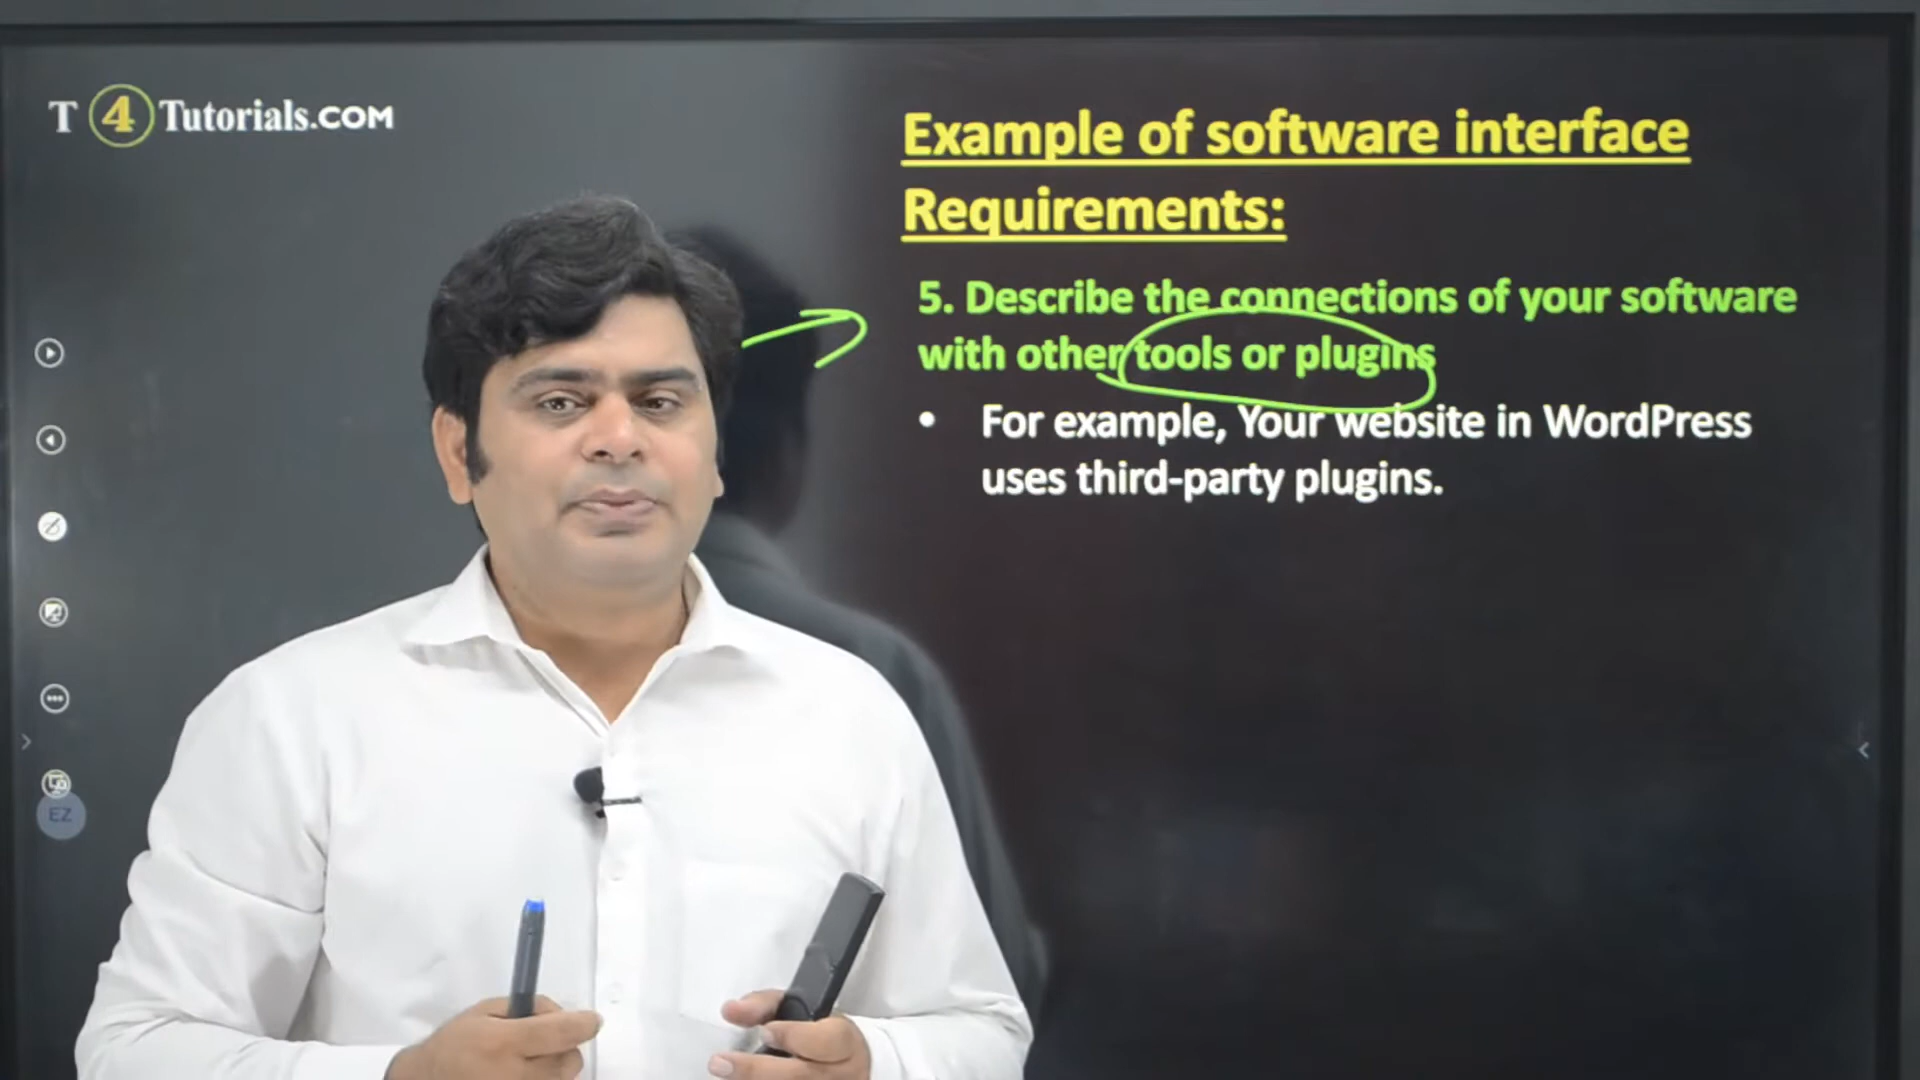 T 4 Tutorials.COM
Example of software interface
Requirements:
5. Describe the connections of your software
with other tools or plugins
• For example, Your website in WordPress
uses third-party plugins.
EZ